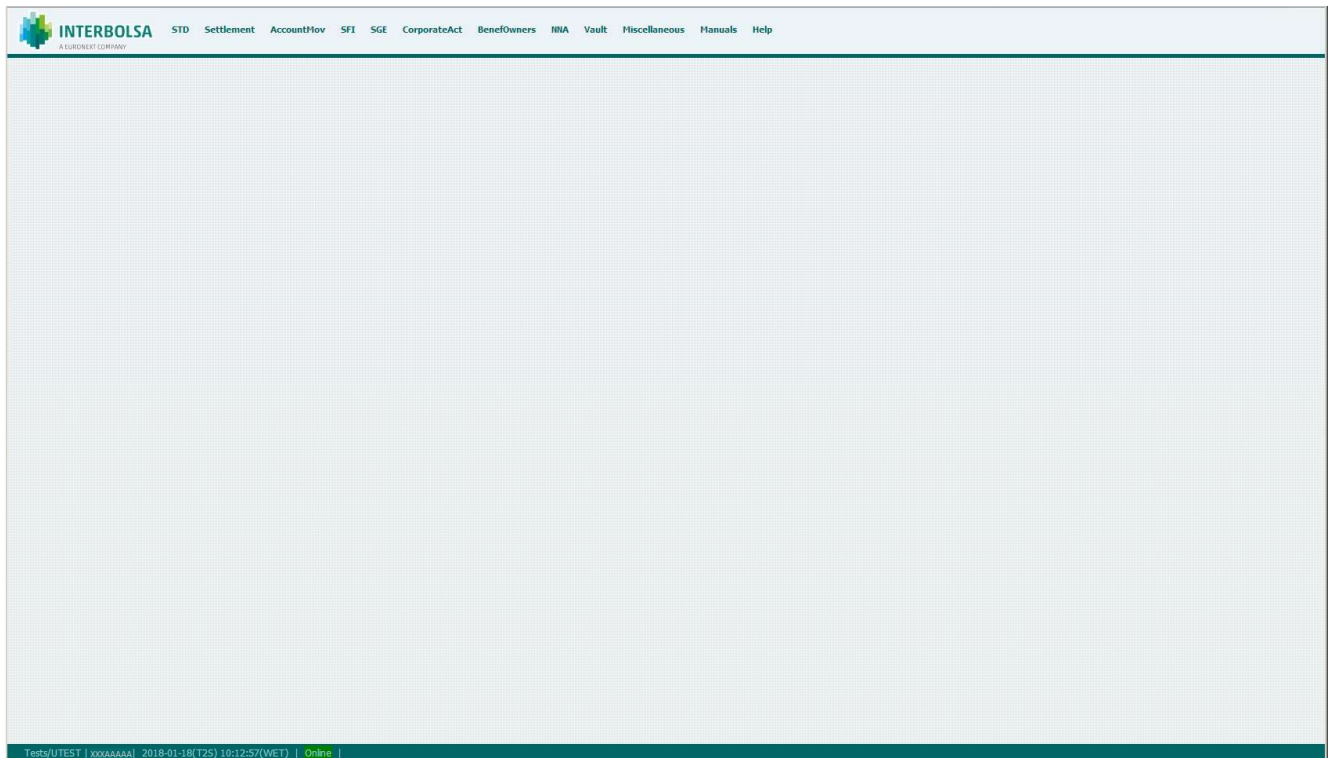 INTERBOLSA
A EURONEXT COMPANY
STD Settlement AccountMov SFI SGE CorporateAct BenefOwners NNA Vault Miscellaneous Manuals Help
Tests/UTEST | XXXAAAAA| 2018-01-18(T2S) 10:12:57(WET) | Online |